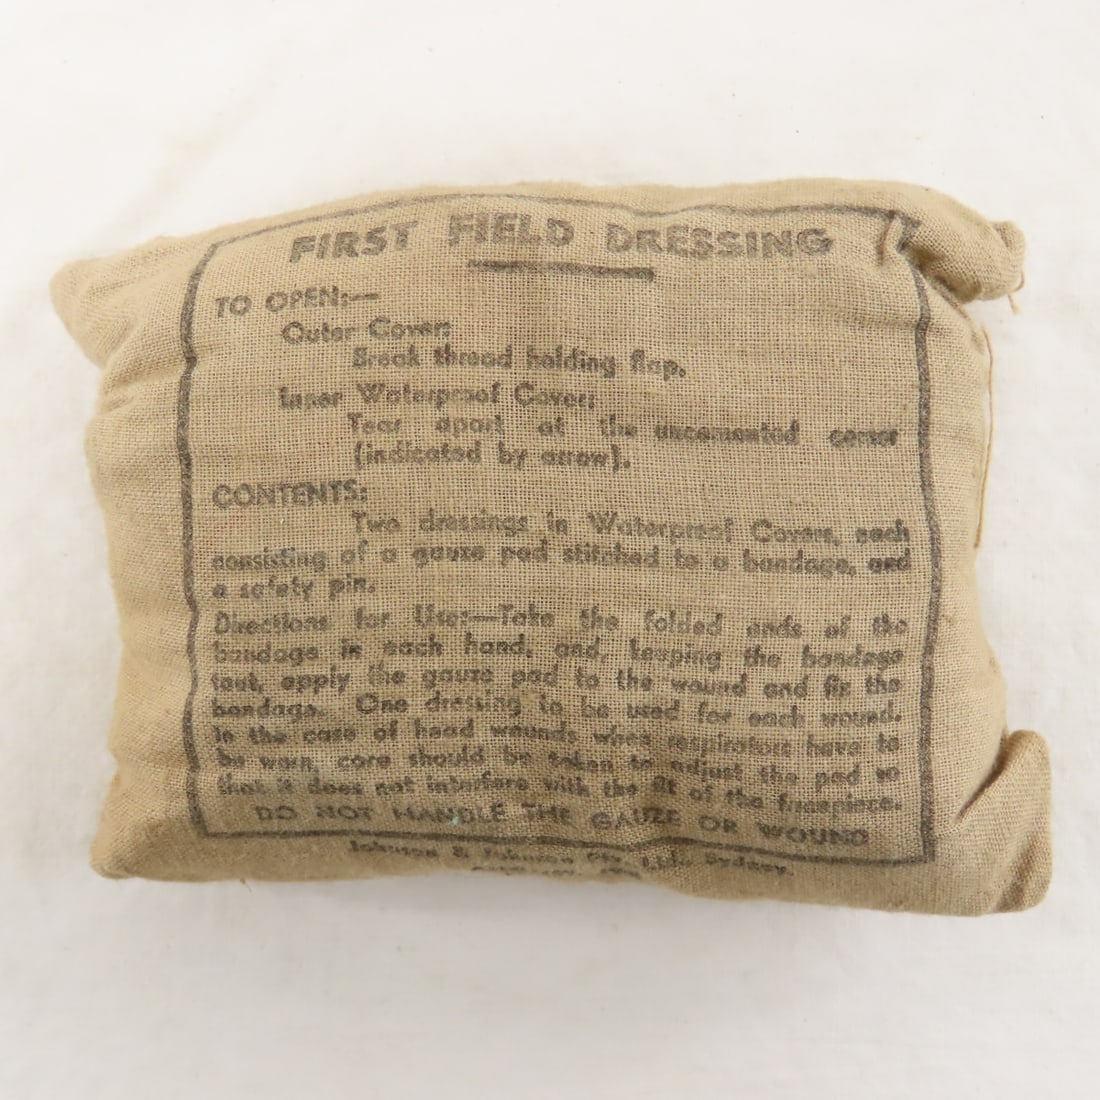 FIRST FIELD DRESSING
TO OPEN:—
Outer Cover:
Break thread holding flap.
Inner Waterproof Cover:
Tear apart at the uncemented corner
(indicated by arrow).
CONTENTS:
Two dressings in Waterproof Covers, each
consisting of a gauze pad stitched to a bandage, and
a safety pin.
Directions for Use:—Take the folded ends of the
bandage in each hand, and, keeping the bandage
taut, apply the gauze pad to the wound and fix the
bandage. One dressing to be used for each wound.
In the case of head wounds when respirators have to
be worn, care should be taken to adjust the pad so
that it does not interfere with the fit of the facepiece.
DO NOT HANDLE THE GAUZE OR WOUND
Johnson & Johnson Pty. Ltd., Sydney.